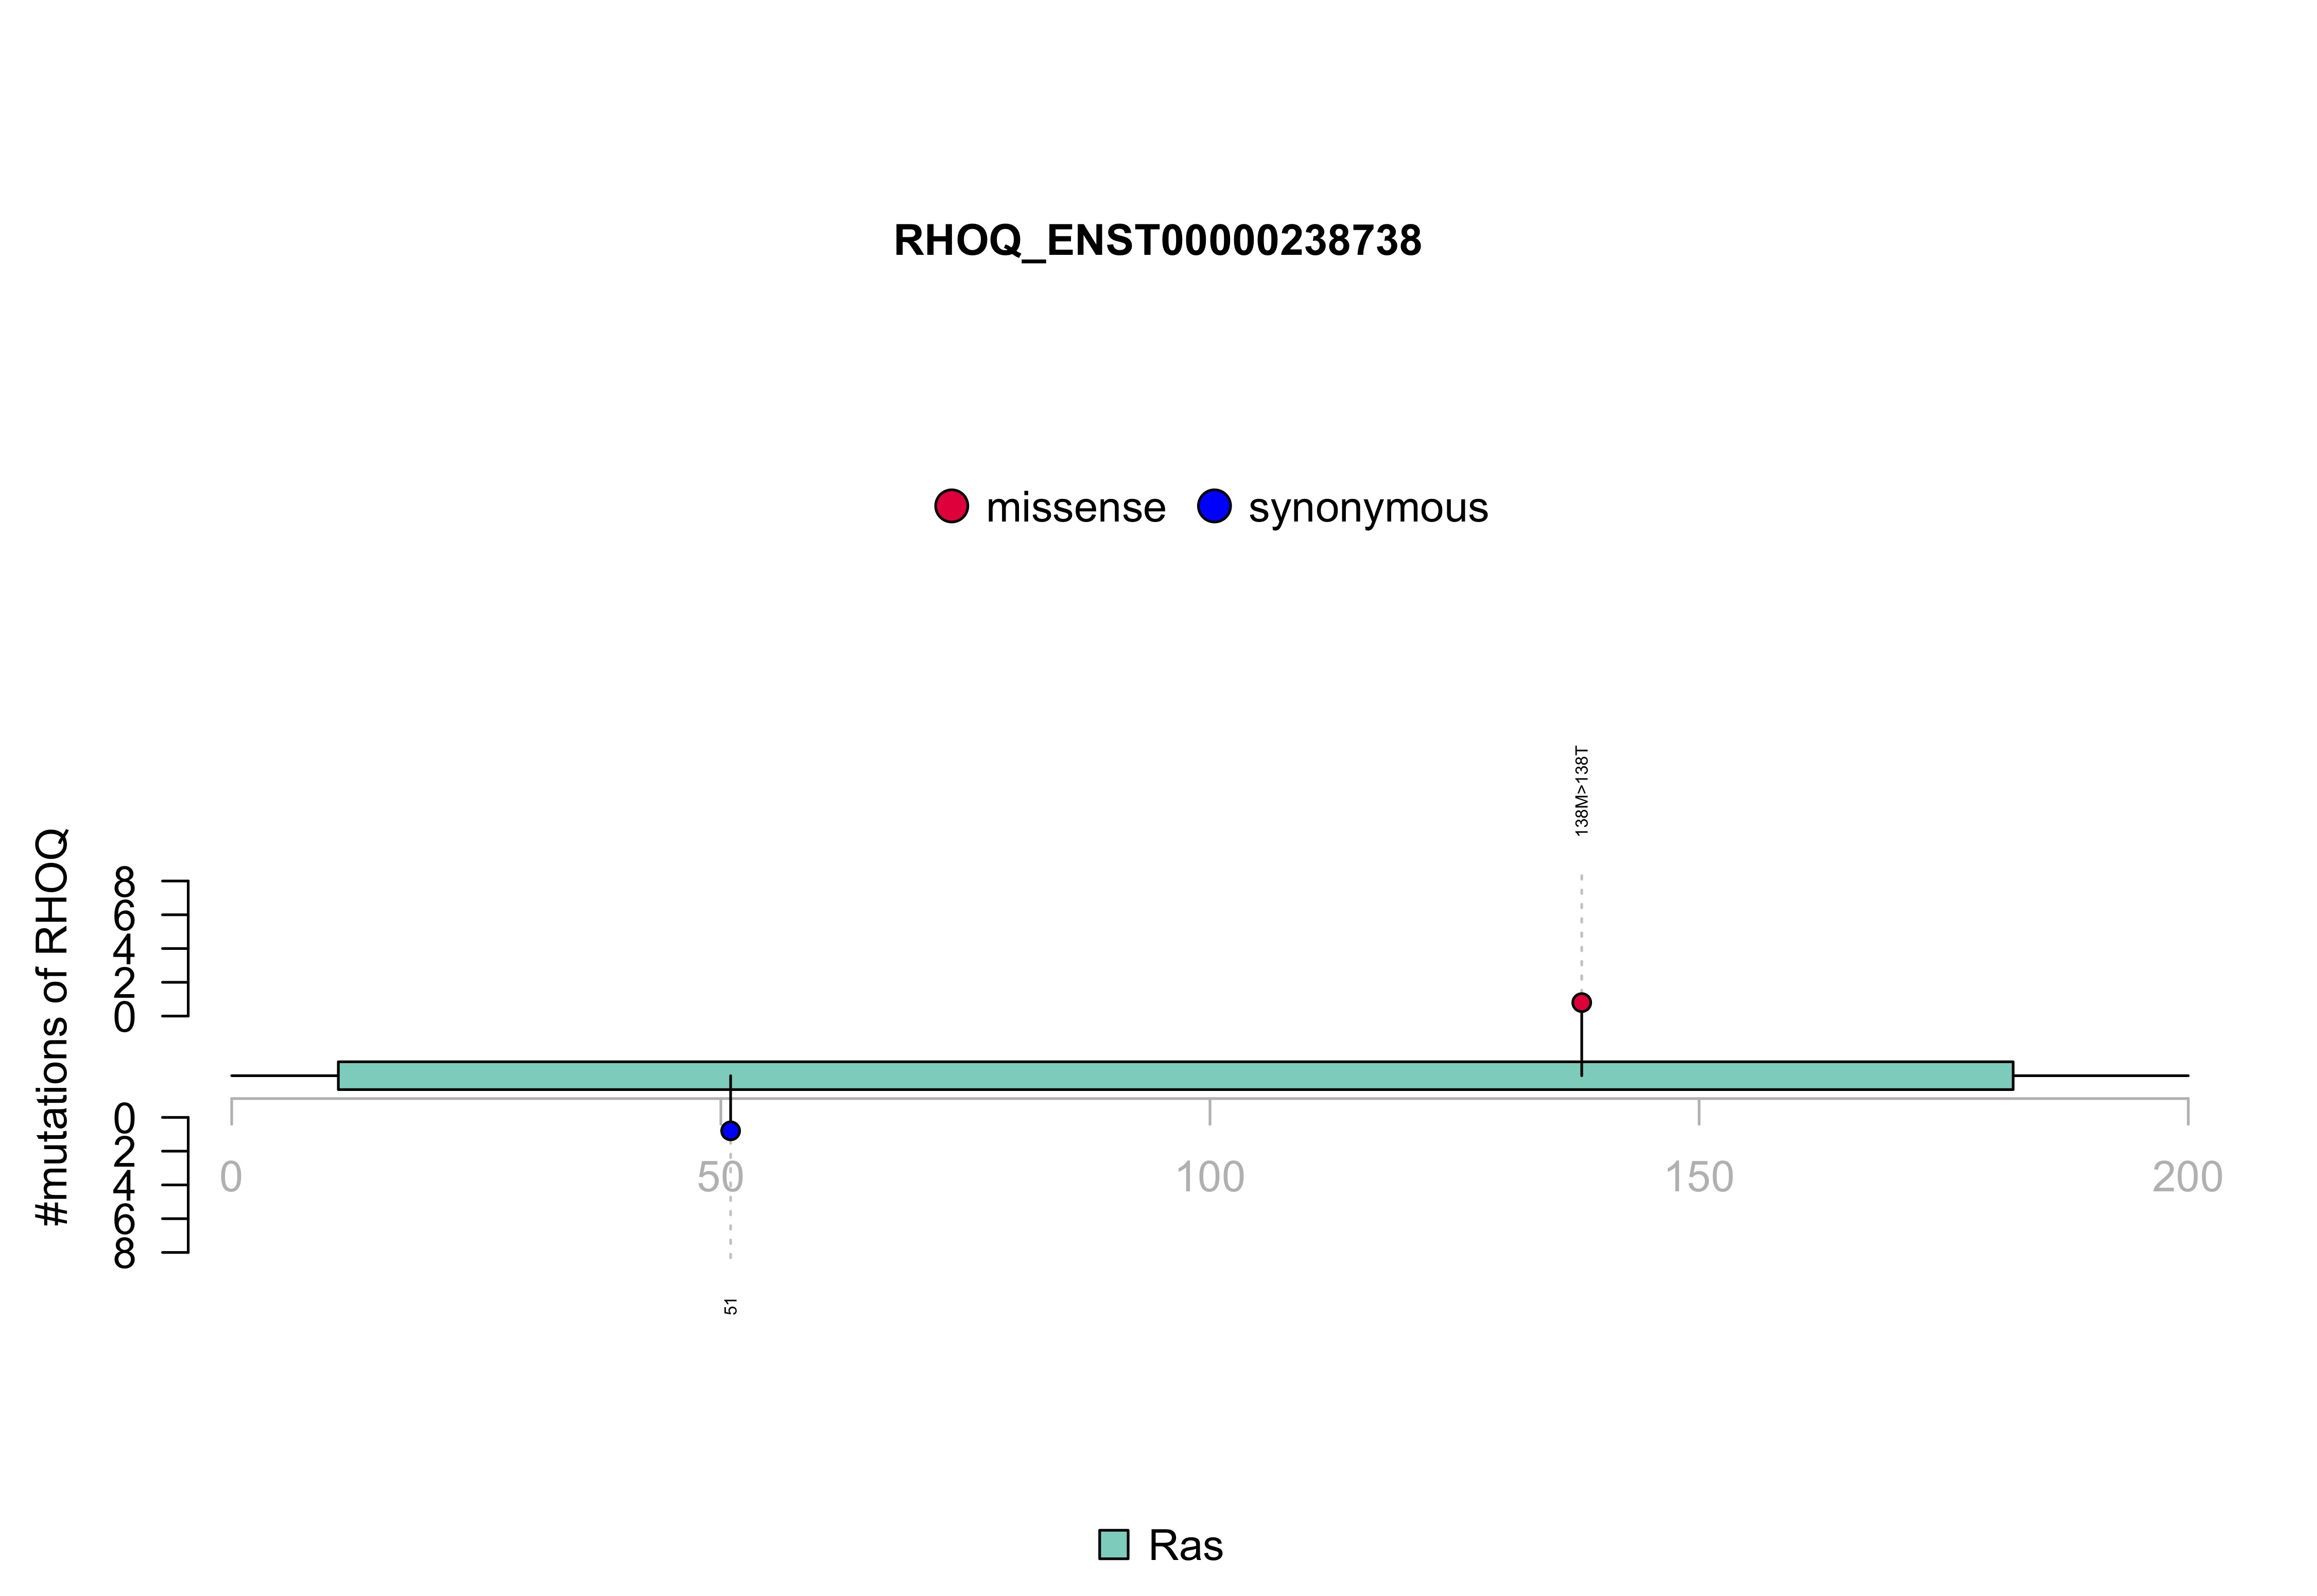 RHOQ_ENST00000238738
missense synonymous
138M>138T
#mutations of RHOQ
8
6
4
2
0
0
2
4
6
8
0 50 100 150 200
51
Ras